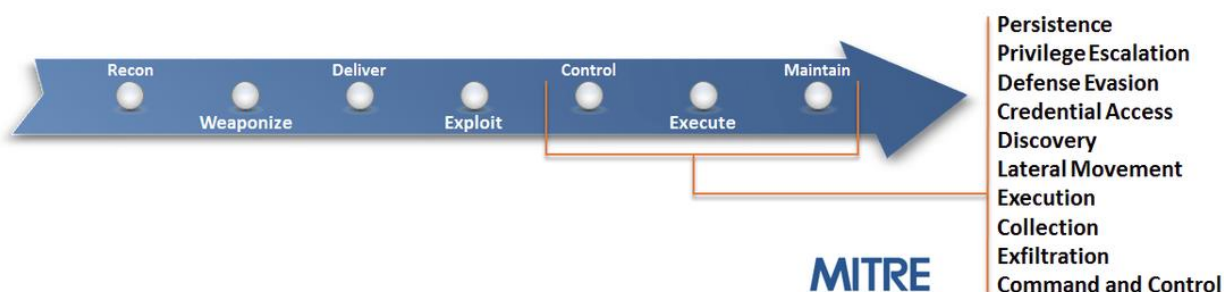 Recon
Weaponize
Deliver
Exploit
Control
Execute
Maintain
Persistence
Privilege Escalation
Defense Evasion
Credential Access
Discovery
Lateral Movement
Execution
Collection
Exfiltration
Command and Control
MITRE